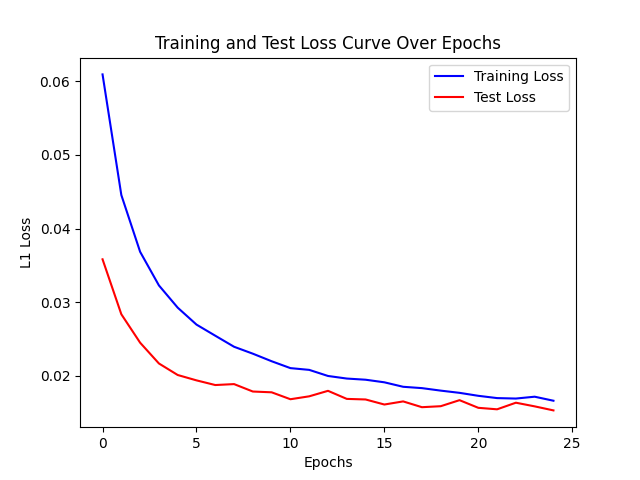 Training and Test Loss Curve Over Epochs
Training Loss
Test Loss
0.06
0.05
0.04
0.03
0.02
L1 Loss
0
5
10
15
20
25
Epochs